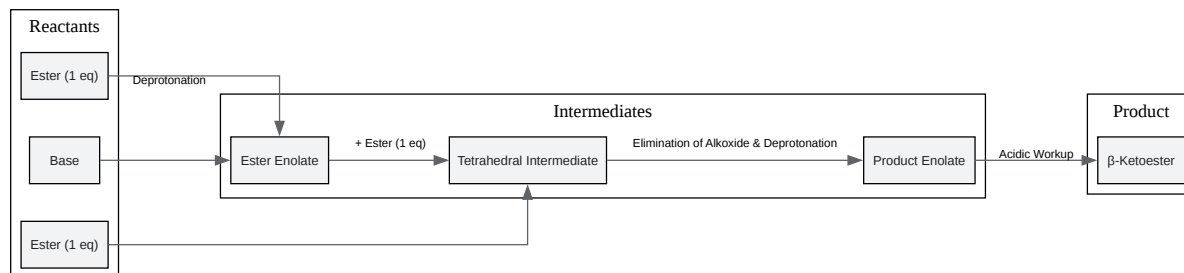 Reactants
Ester (1 eq)
Deprotonation
Intermediates
Product
Base
Ester Enolate
+ Ester (1 eq)
Tetrahedral Intermediate
Elimination of Alkoxide & Deprotonation
Product Enolate
Acidic Workup
β-Ketoester
Ester (1 eq)